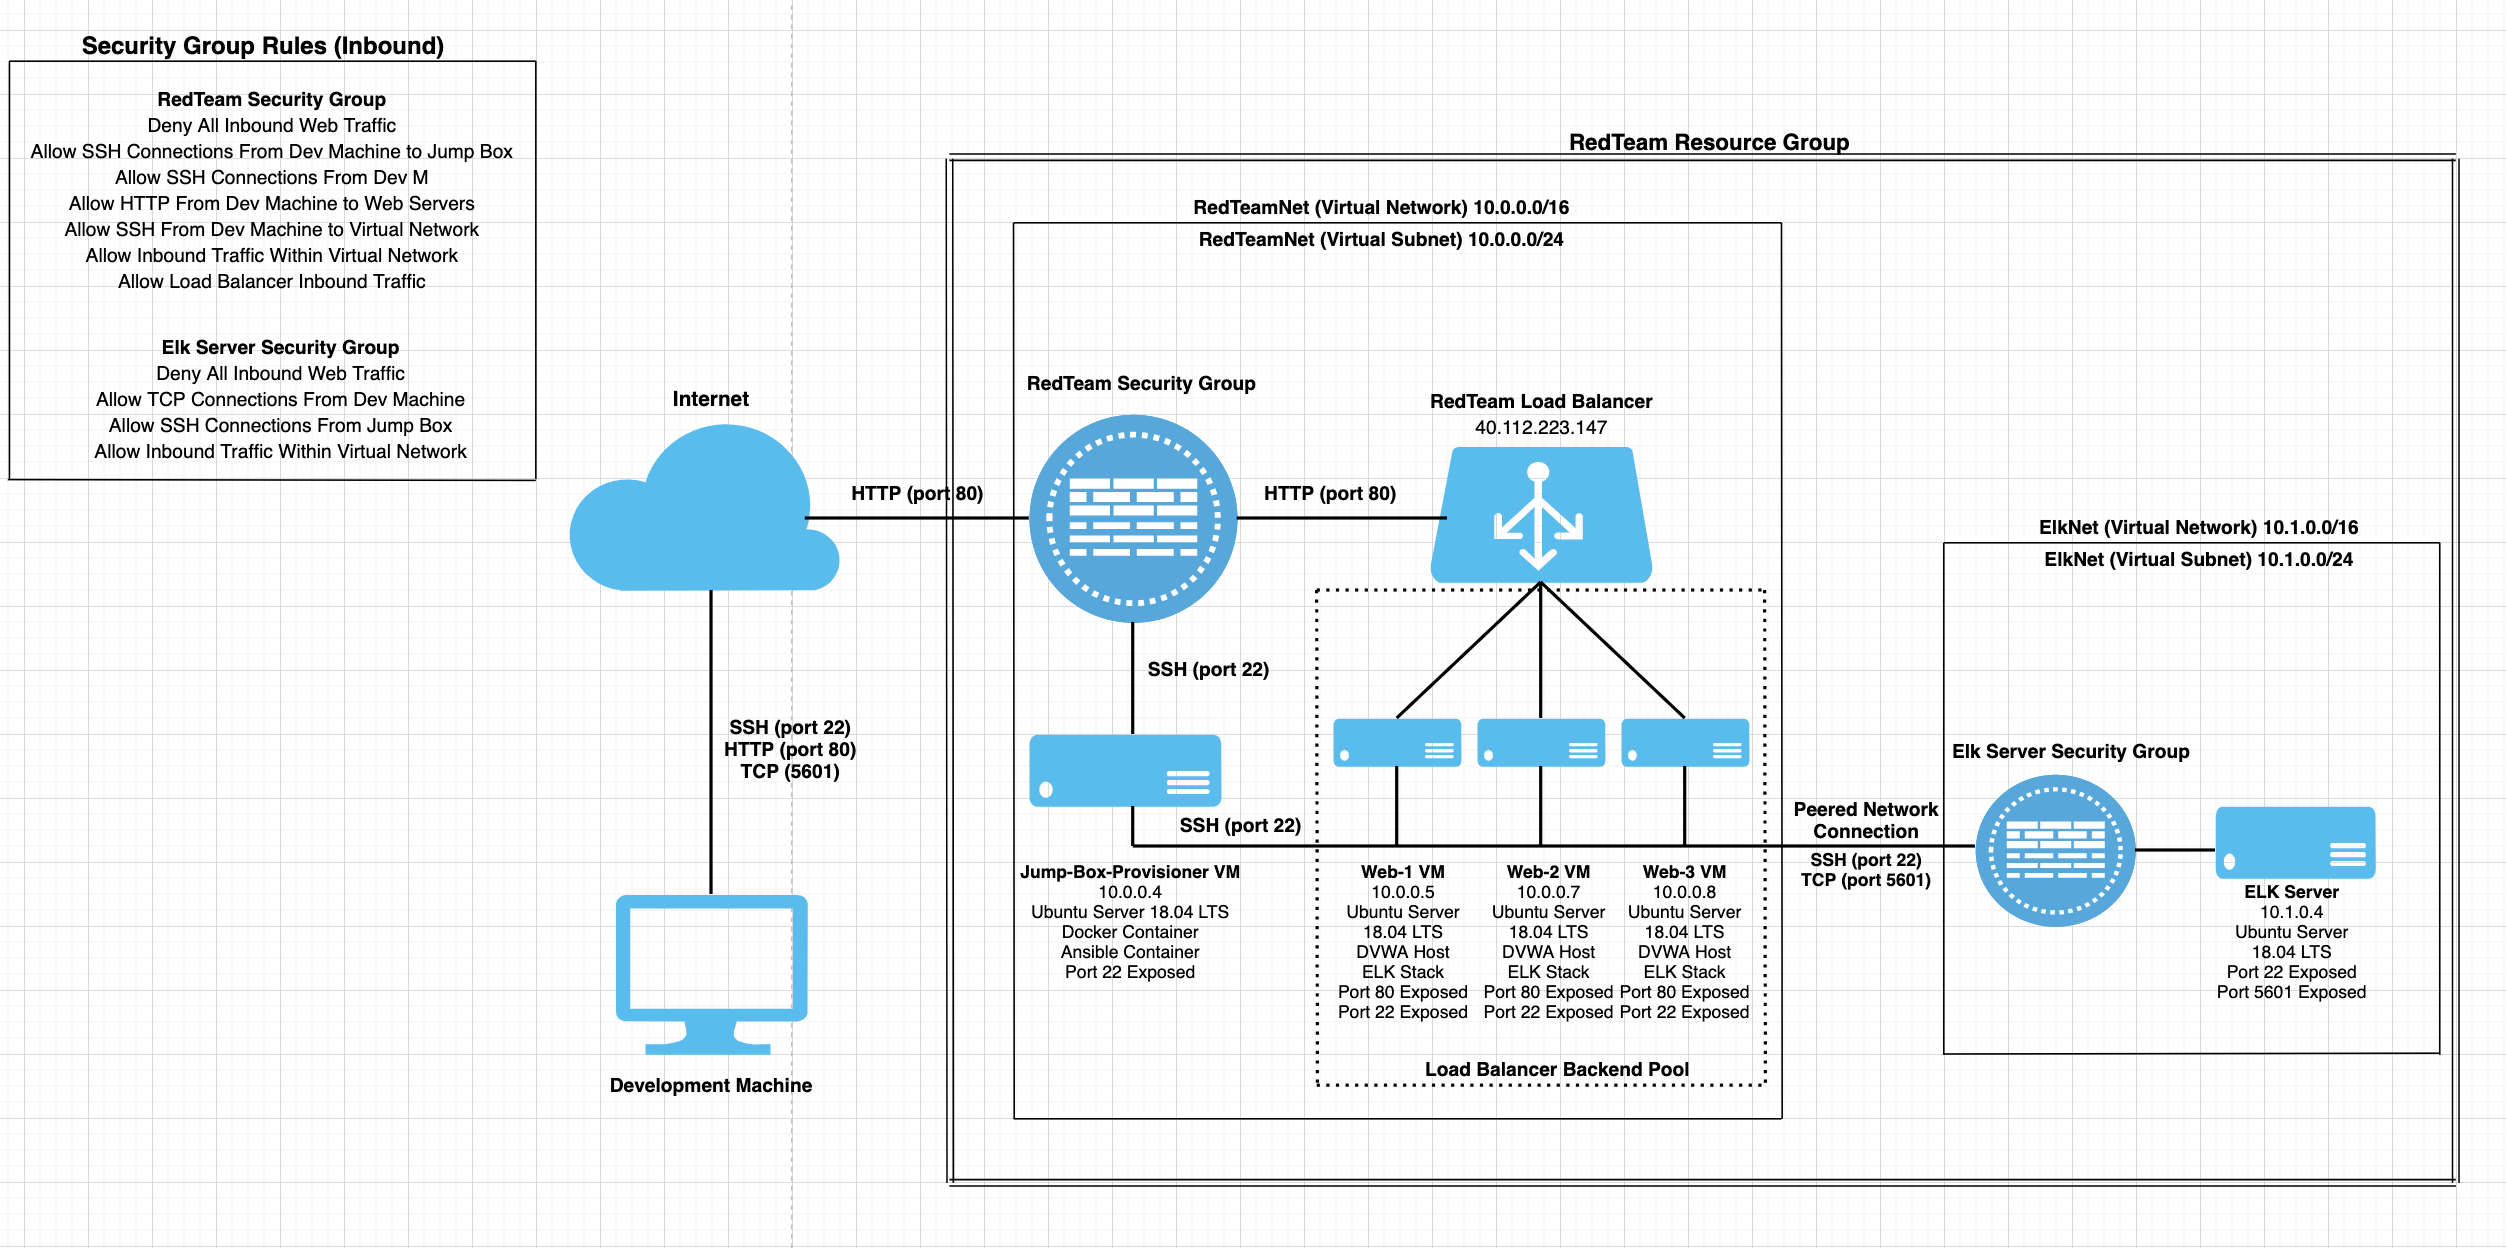 Security Group Rules (Inbound)
RedTeam Security Group
Deny All Inbound Web Traffic
Allow SSH Connections From Dev Machine to Jump Box
Allow SSH Connections From Dev M
Allow HTTP From Dev Machine to Web Servers
Allow SSH From Dev Machine to Virtual Network
Allow Inbound Traffic Within Virtual Network
Allow Load Balancer Inbound Traffic
Elk Server Security Group
Deny All Inbound Web Traffic
Allow TCP Connections From Dev Machine
Allow SSH Connections From Jump Box
Allow Inbound Traffic Within Virtual Network
Internet
HTTP (port 80)
SSH (port 22)
HTTP (port 80)
TCP (5601)
Development Machine
RedTeam Resource Group
RedTeamNet (Virtual Network) 10.0.0.0/16
RedTeamNet (Virtual Subnet) 10.0.0.0/24
RedTeam Security Group
HTTP (port 80)
RedTeam Load Balancer
40.112.223.147
SSH (port 22)
SSH (port 22)
Jump-Box-Provisioner VM
10.0.0.4
Ubuntu Server 18.04 LTS
Docker Container
Ansible Container
Port 22 Exposed
Web-1 VM
10.0.0.5
Ubuntu Server
18.04 LTS
DVWA Host
ELK Stack
Port 80 Exposed
Port 22 Exposed
Web-2 VM
10.0.0.7
Ubuntu Server
18.04 LTS
DVWA Host
ELK Stack
Port 80 Exposed
Port 22 Exposed
Web-3 VM
10.0.0.8
Ubuntu Server
18.04 LTS
DVWA Host
ELK Stack
Port 80 Exposed
Port 22 Exposed
Load Balancer Backend Pool
Peered Network
Connection
SSH (port 22)
TCP (port 5601)
ElkNet (Virtual Network) 10.1.0.0/16
ElkNet (Virtual Subnet) 10.1.0.0/24
Elk Server Security Group
ELK Server
10.1.0.4
Ubuntu Server
18.04 LTS
Port 22 Exposed
Port 5601 Exposed